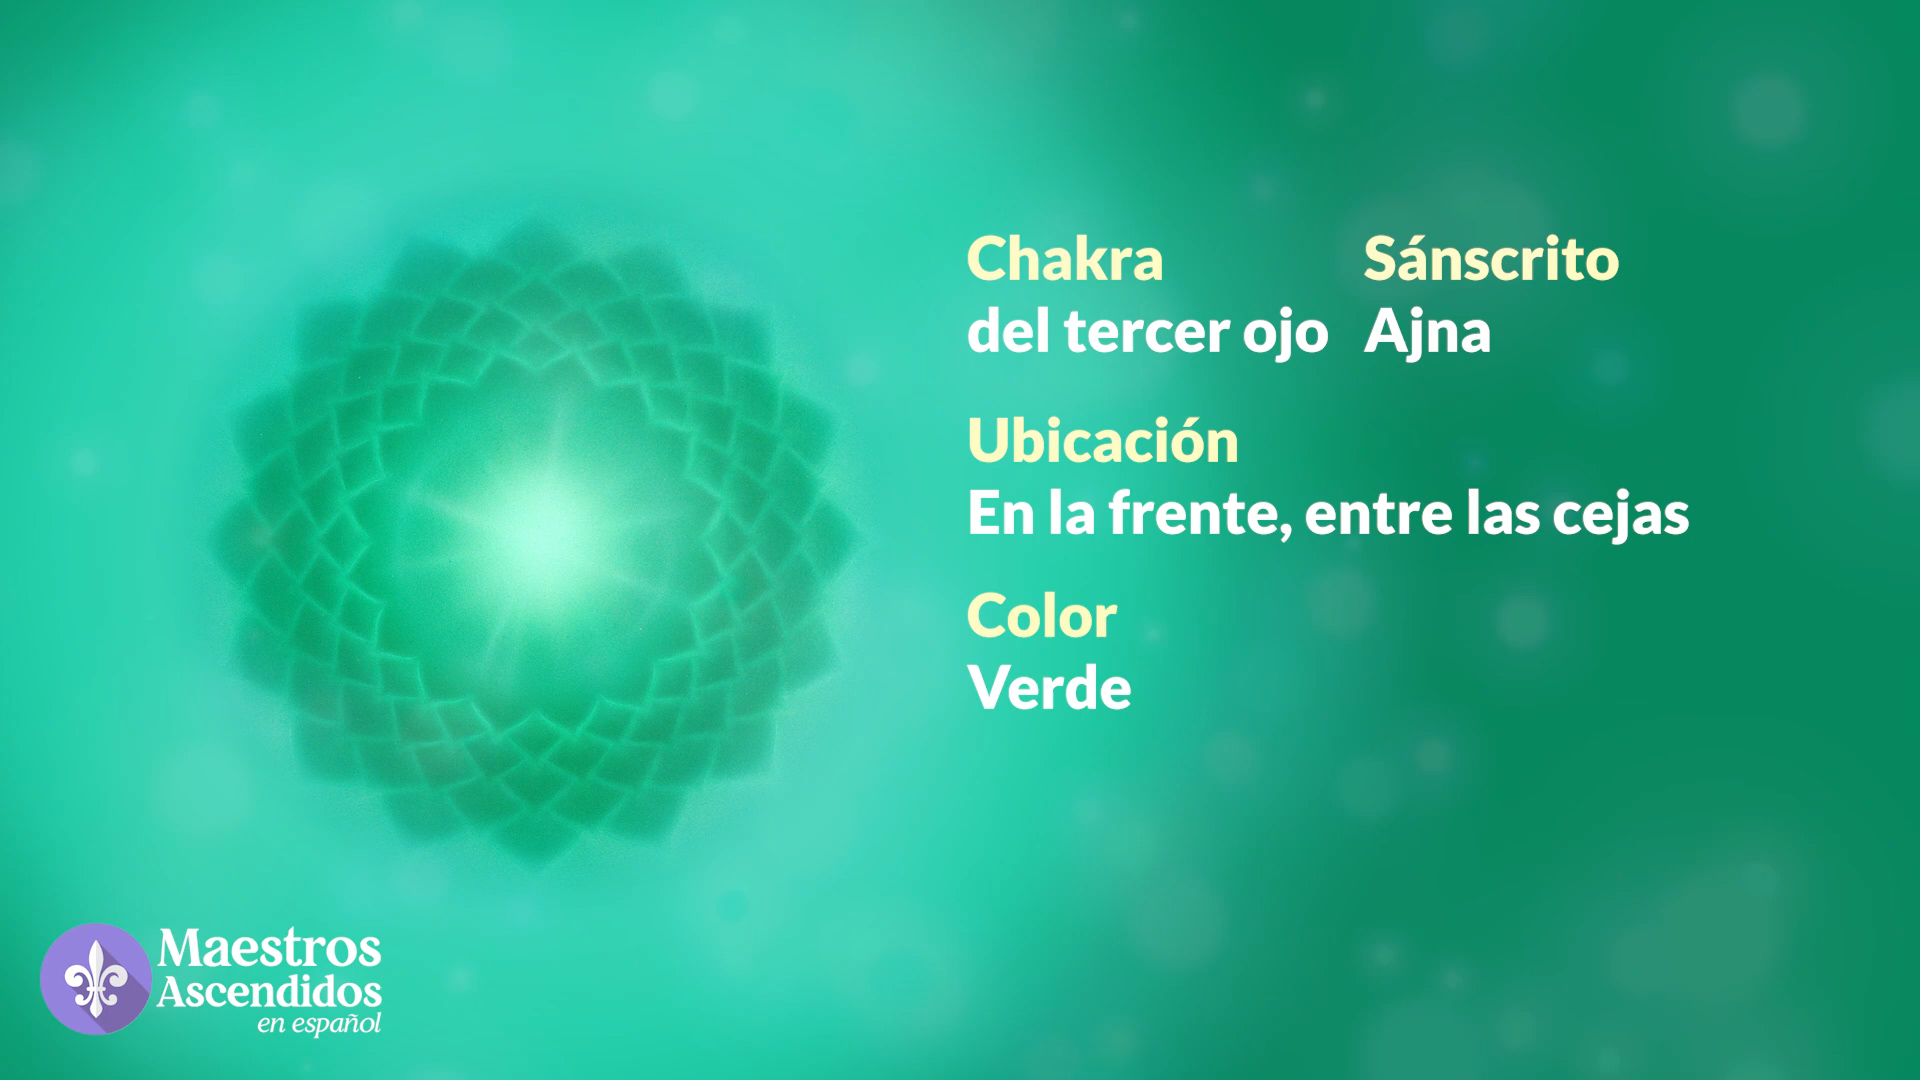 Chakra
del tercer ojo
Sánscrito
Ajna
Ubicación
En la frente, entre las cejas
Color
Verde
Maestros
Ascendidos
en español